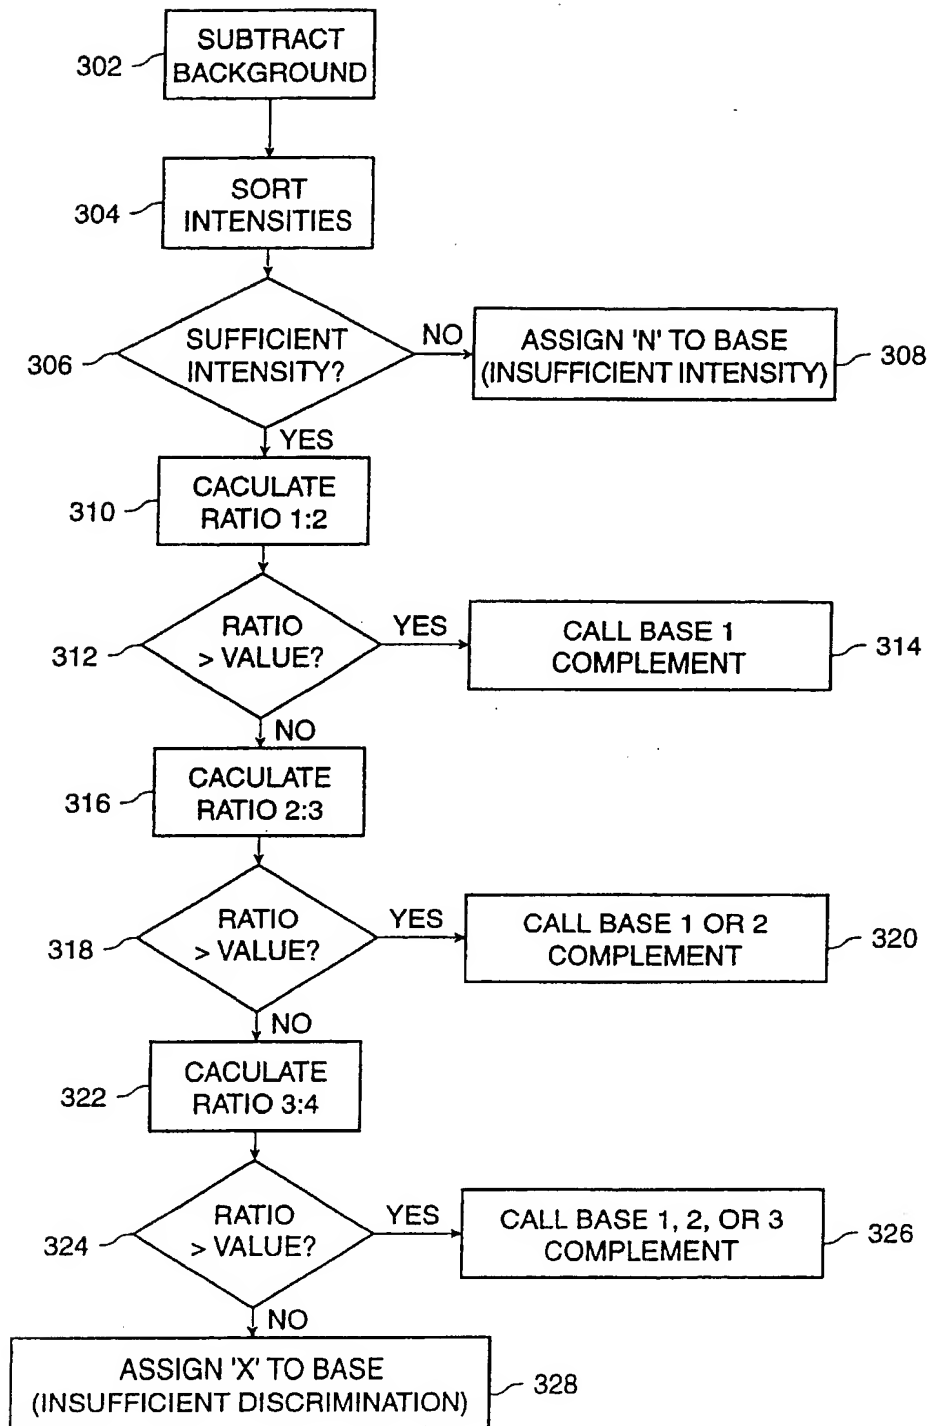 SUBTRACT
BACKGROUND
302
SORT
INTENSITIES
304
SUFFICIENT
INTENSITY?
306
NO
ASSIGN 'N' TO BASE
(INSUFFICIENT INTENSITY)
308
YES
CACULATE
RATIO 1:2
310
RATIO
> VALUE?
312
YES
CALL BASE 1
COMPLEMENT
314
NO
CACULATE
RATIO 2:3
316
RATIO
> VALUE?
318
YES
CALL BASE 1 OR 2
COMPLEMENT
320
NO
CACULATE
RATIO 3:4
322
RATIO
> VALUE?
324
YES
CALL BASE 1, 2, OR 3
COMPLEMENT
326
NO
ASSIGN 'X' TO BASE
(INSUFFICIENT DISCRIMINATION)
328